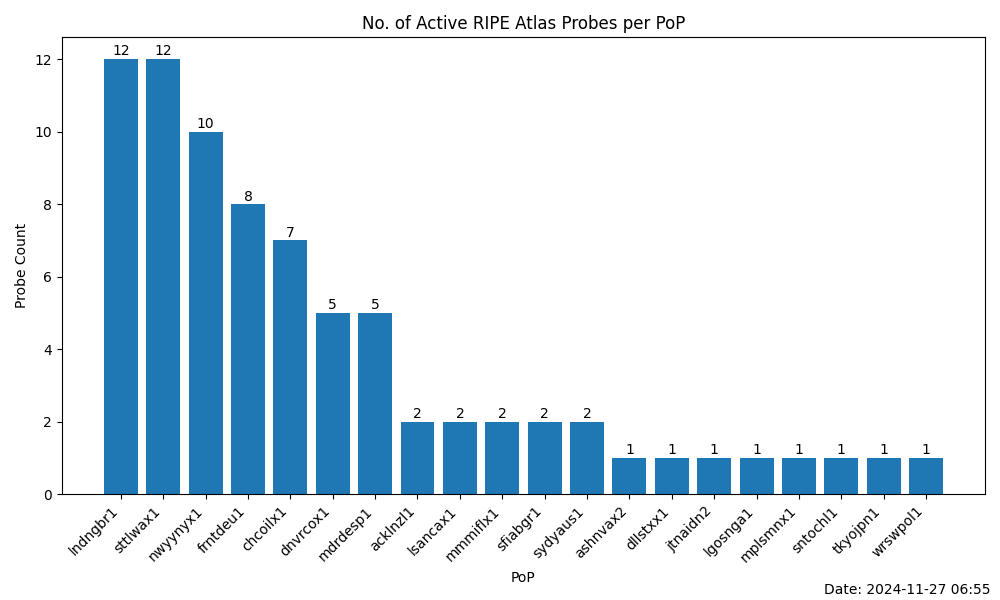 No. of Active RIPE Atlas Probes per PoP
12 12 10 8 7 5 5 2 2 2 2 2 1 1 1 1 1 1 1 1
Probe Count
12
10
8
6
4
2
0
lndngbr1 sttlwax1 nwyynyx1 frntdeu1 chcoilx1 dnvrcox1 mdrdesp1 acklnzl1 lsancax1 mmmiflx1 sfiabgr1 sydyaus1 ashnvax2 dllstxx1 jtnaidn2 lgosnga1 mplsmnx1 sntochl1 tkyojpn1 wrswpol1
PoP
Date: 2024-11-27 06:55